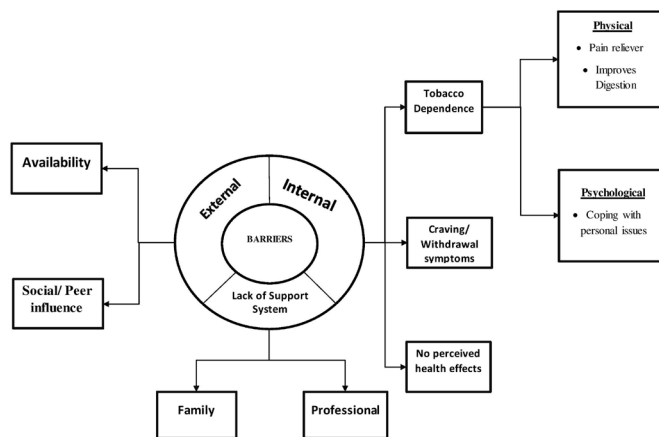 Physical
• Pain reliever
• Improves
Digestion
Tobacco
Dependence
Availability
External
Internal
BARRIERS
Psychological
• Coping with
personal issues
Craving/
Withdrawal
symptoms
Social/ Peer
influence
Lack of Support
System
No perceived
health effects
Family
Professional